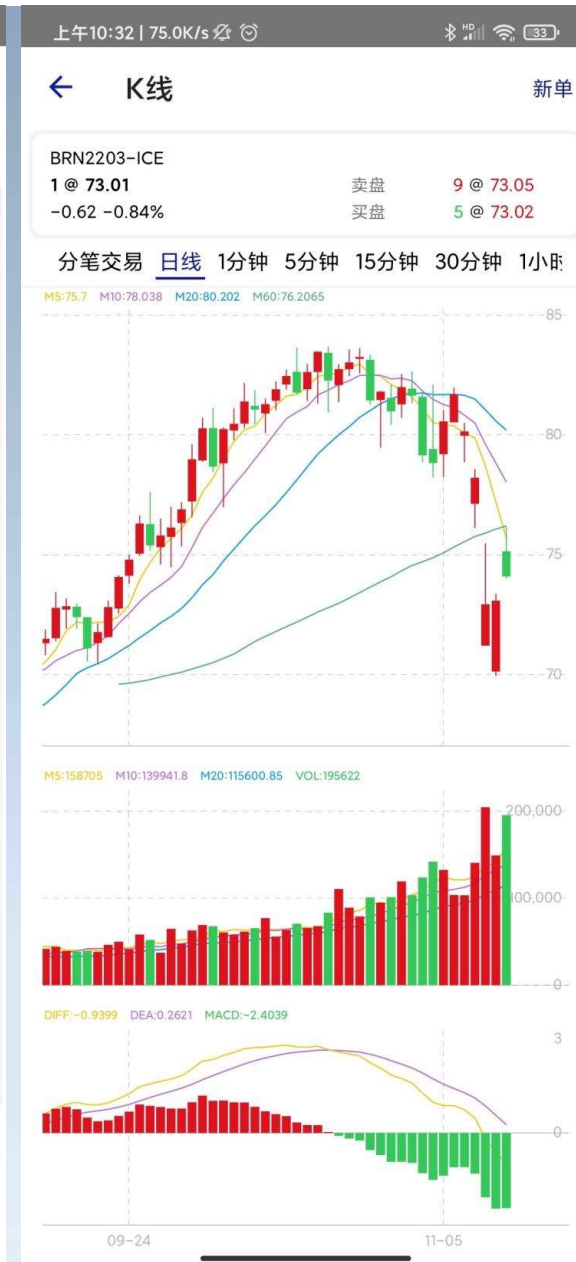 上午10:32 | 75.0K/s
HD
33
K线
新单
BRN2203-ICE
1 @ 73.01 卖盘 9 @ 73.05
-0.62 -0.84% 买盘 5 @ 73.02
分笔交易 日线 1分钟 5分钟 15分钟 30分钟 1小时
M5:75.7 M10:78.038 M20:80.202 M60:76.2065
85
80
75
70
M5:158705 M10:139941.8 M20:115600.85 VOL:195622
200,000
100,000
0
DIFF:-0.9399 DEA:0.2621 MACD:-2.4039
3
0
09-24 11-05